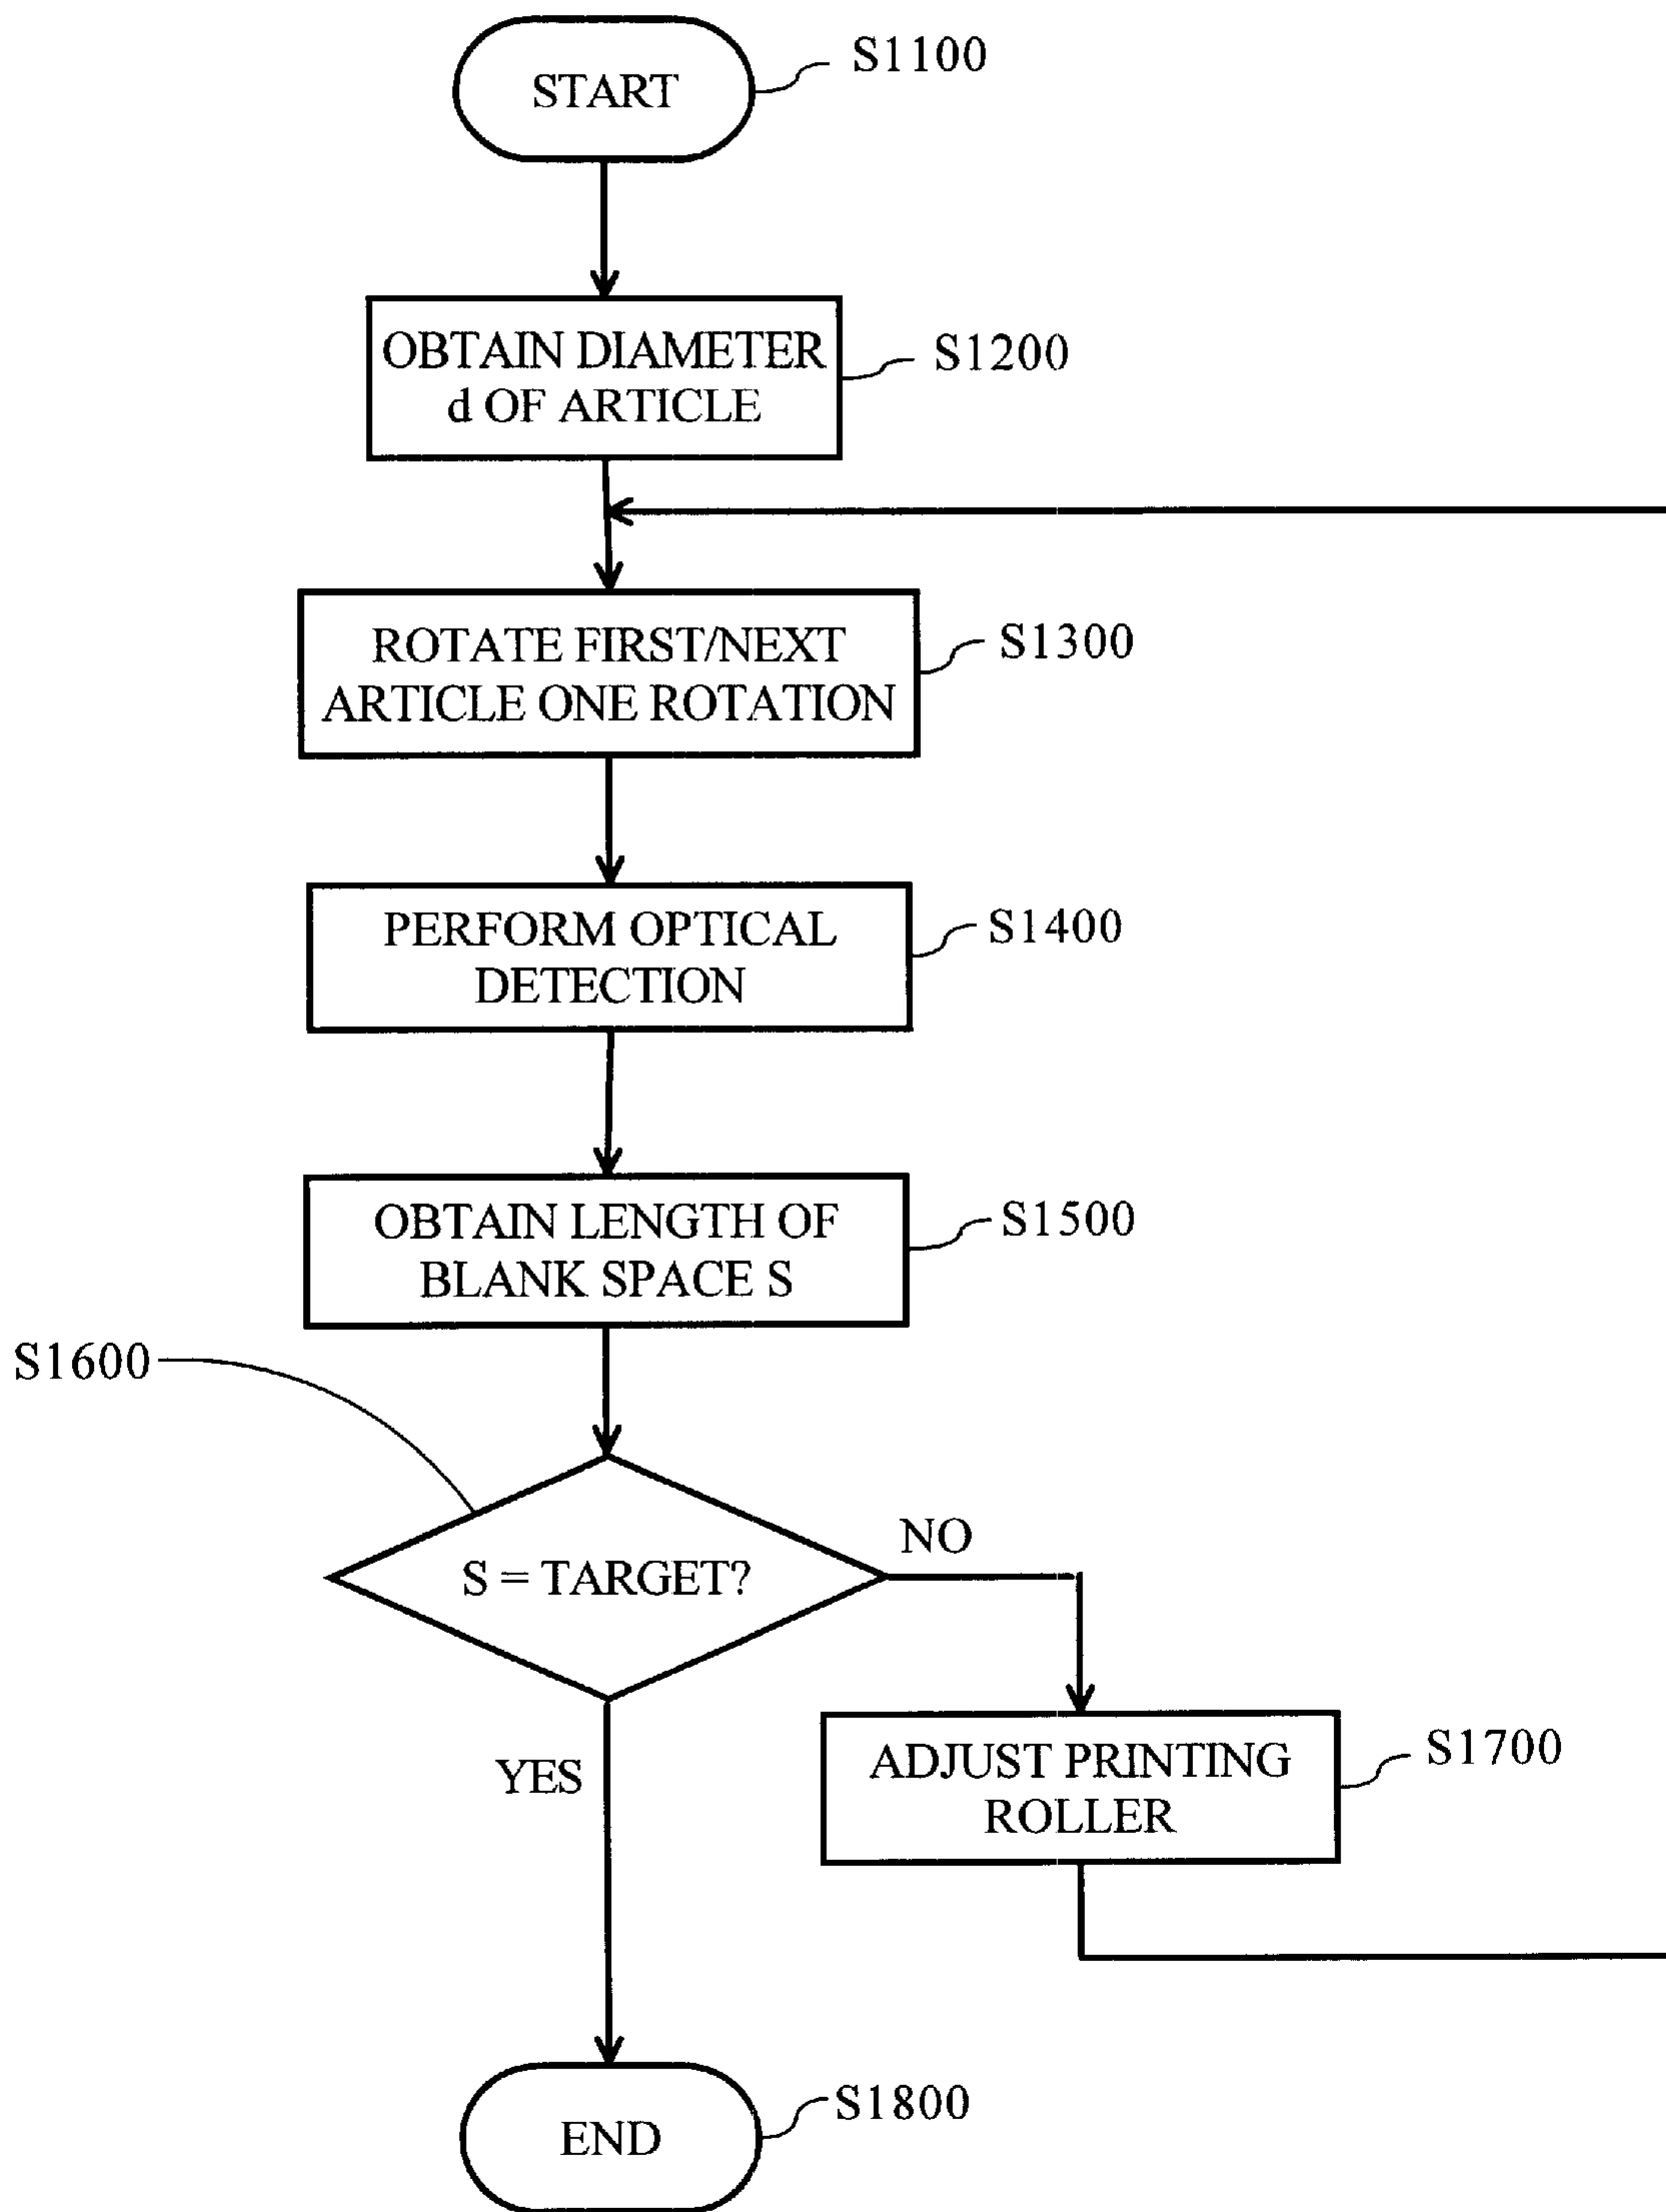 START
S1100
OBTAIN DIAMETER
d OF ARTICLE
S1200
ROTATE FIRST/NEXT
ARTICLE ONE ROTATION
S1300
PERFORM OPTICAL
DETECTION
S1400
OBTAIN LENGTH OF
BLANK SPACE S
S1500
S1600
S = TARGET?
NO
YES
ADJUST PRINTING
ROLLER
S1700
END
S1800